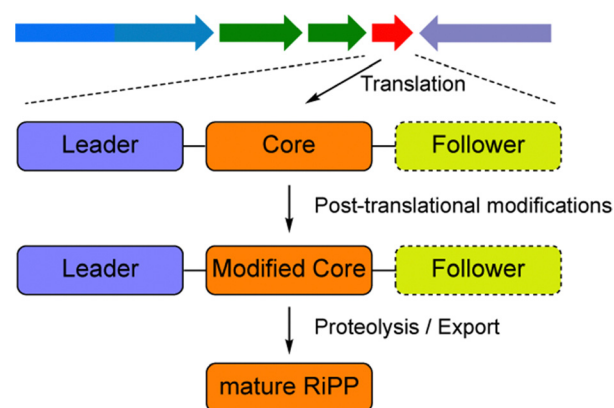 Translation
Leader
Core
Follower
Post-translational modifications
Leader
Modified Core
Follower
Proteolysis / Export
mature RiPP